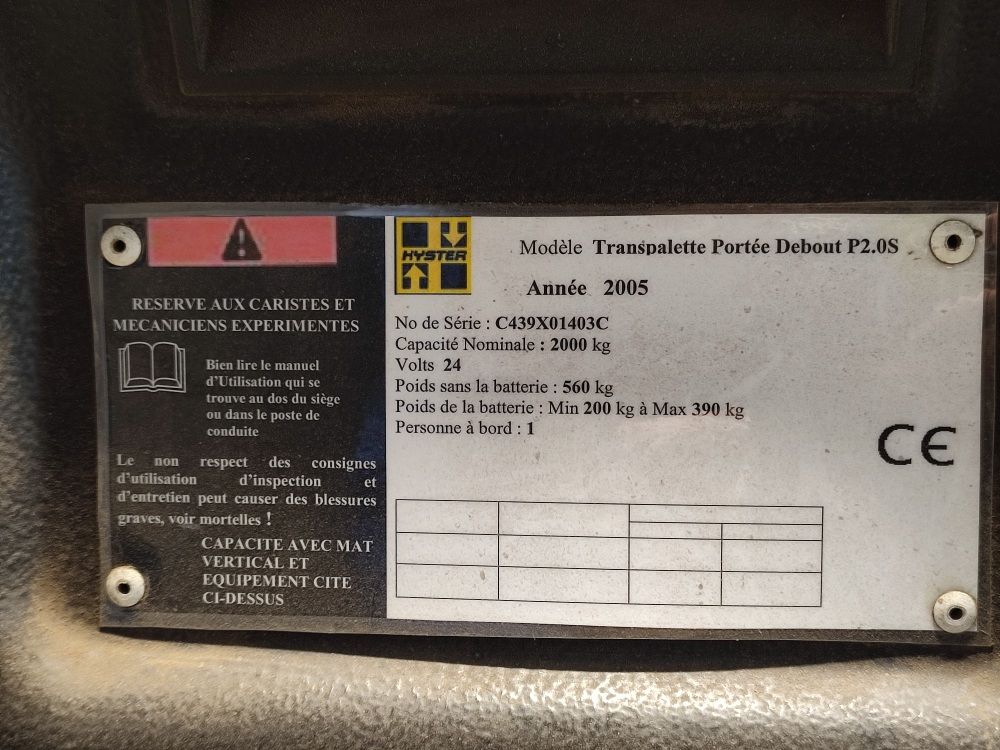 RESERVE AUX CARISTES ET
MECANICIENS EXPERIMENTES
Bien lire le manuel
d'Utilisation qui se
trouve au dos du siège
ou dans le poste de
conduite
Le non respect des consignes
d'utilisation d'inspection et
d'entretien peut causer des blessures
graves, voir mortelles !
CAPACITE AVEC MAT
VERTICAL ET
EQUIPEMENT CITE
CI-DESSUS
HYSTER
Modèle Transpalette Portée Debout P2.0S
Année 2005
No de Série : C439X01403C
Capacité Nominale : 2000 kg
Volts 24
Poids sans la batterie : 560 kg
Poids de la batterie : Min 200 kg à Max 390 kg
Personne à bord : 1
CE